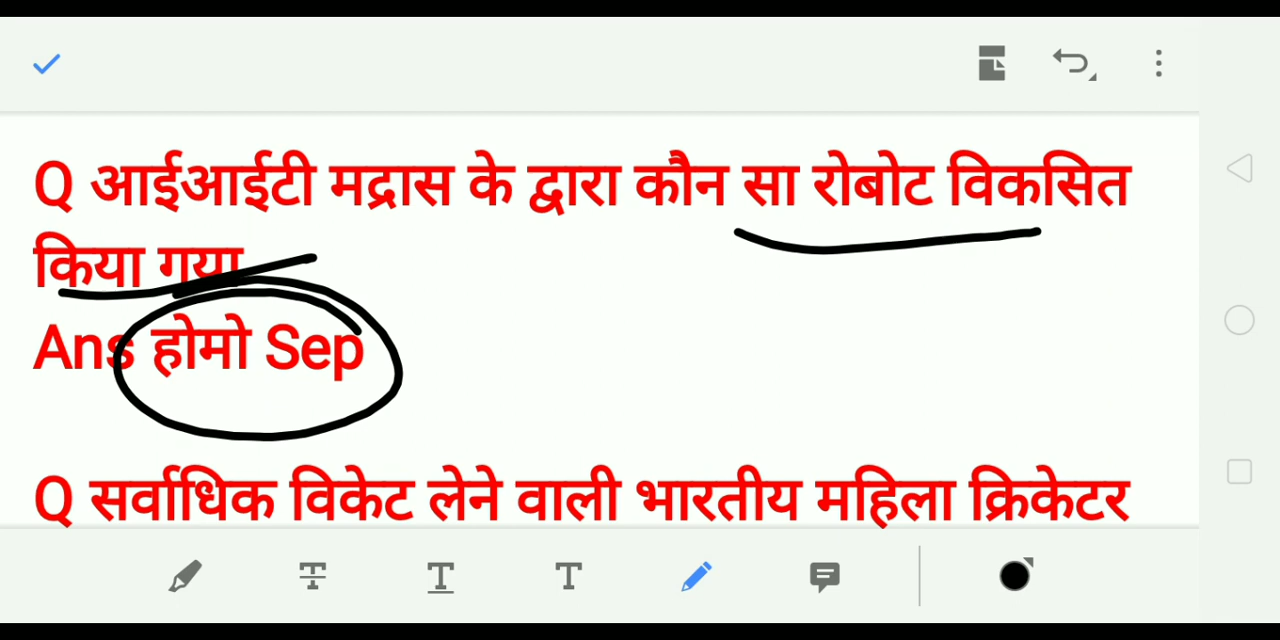 Q आईआईटी मद्रास के द्वारा कौन सा रोबोट विकसित
किया गया
Ans होमो Sep
Q सर्वाधिक विकेट लेने वाली भारतीय महिला क्रिकेटर